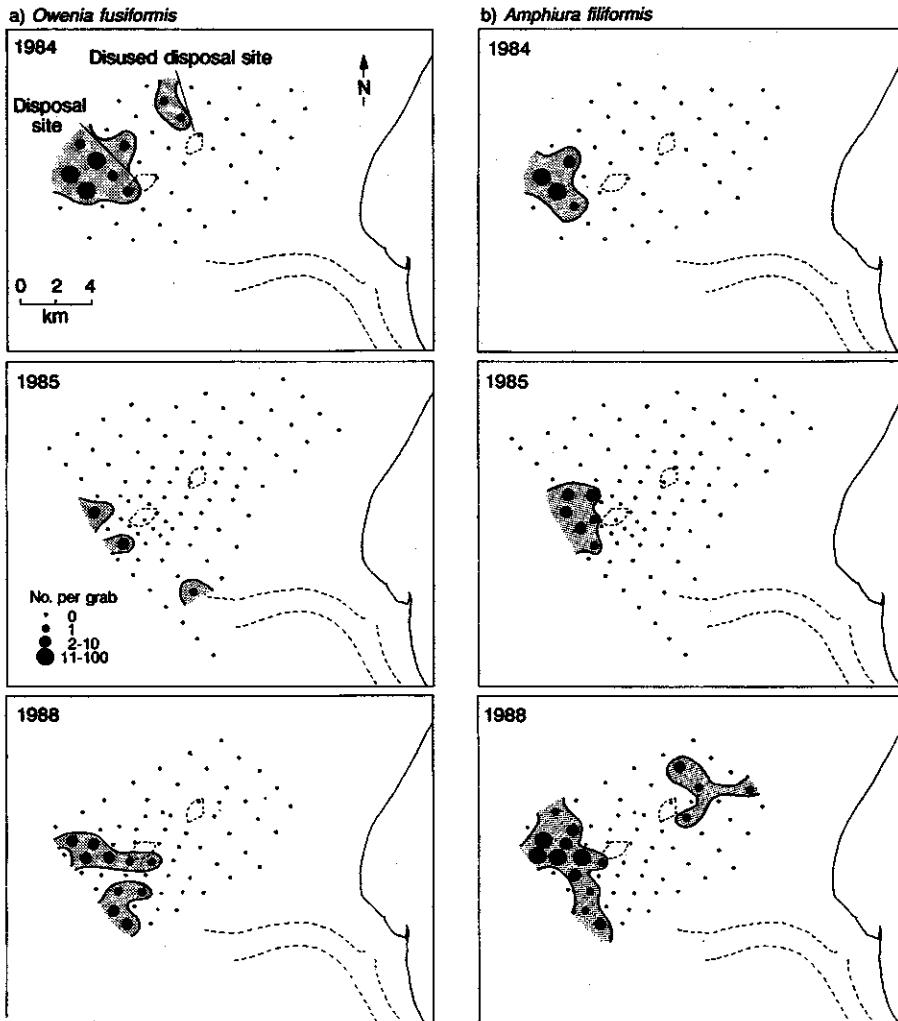 a) Owenia fusiformis
b) Amphiura filiformis
1984
Disused disposal site
Disposal
site
N
0 2 4
km
1984
1985
No. per grab
0
1
2-10
11-100
1985
1988
1988